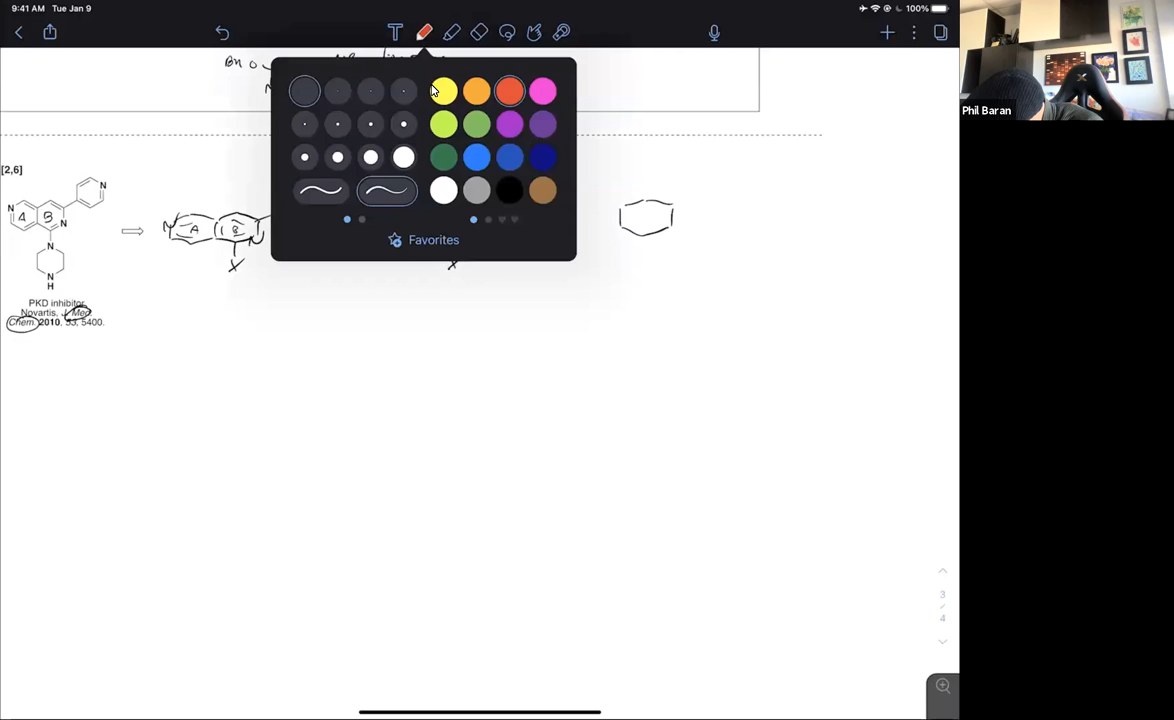 9:41 AM Tue Jan 9
100%
T
Bn O
Phil Baran
[2,6]
N
N
A
B
N
N
N
H
N
A
B
N
X
X
PKD inhibitor,
Novartis, J. Med.
Chem. 2010, 53, 5400.
Favorites
3
/
4